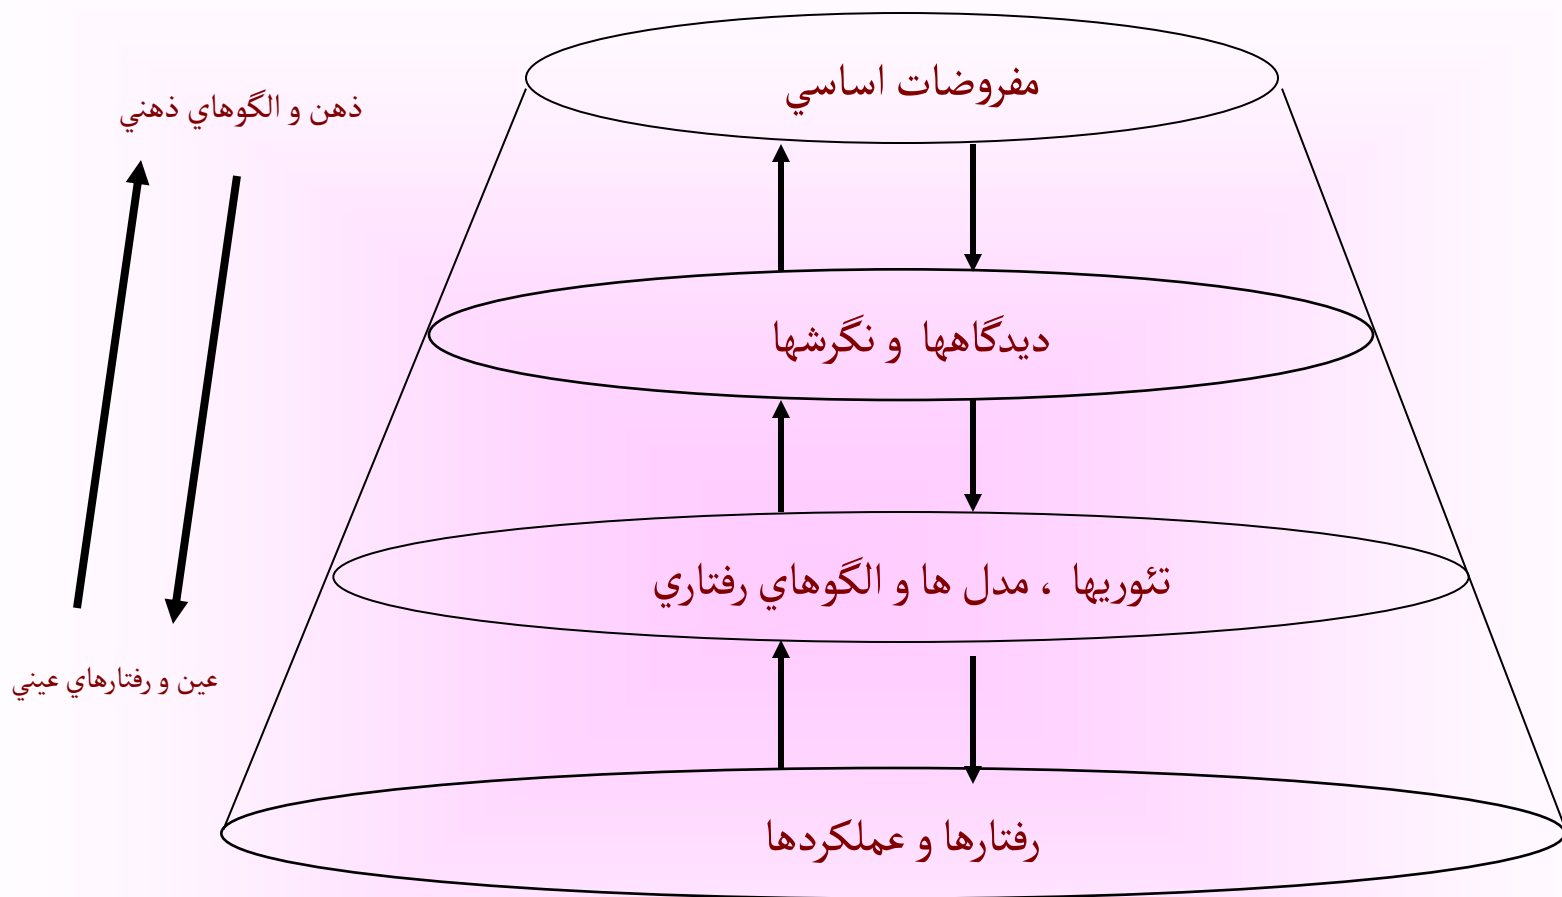 مفروضات اساسي
ذهن و الگوهاي ذهني
ديدگاهها و نگرشها
تئوريها ، مدل ها و الگوهاي رفتاري
عين و رفتارهاي عيني
رفتارها و عملكردها